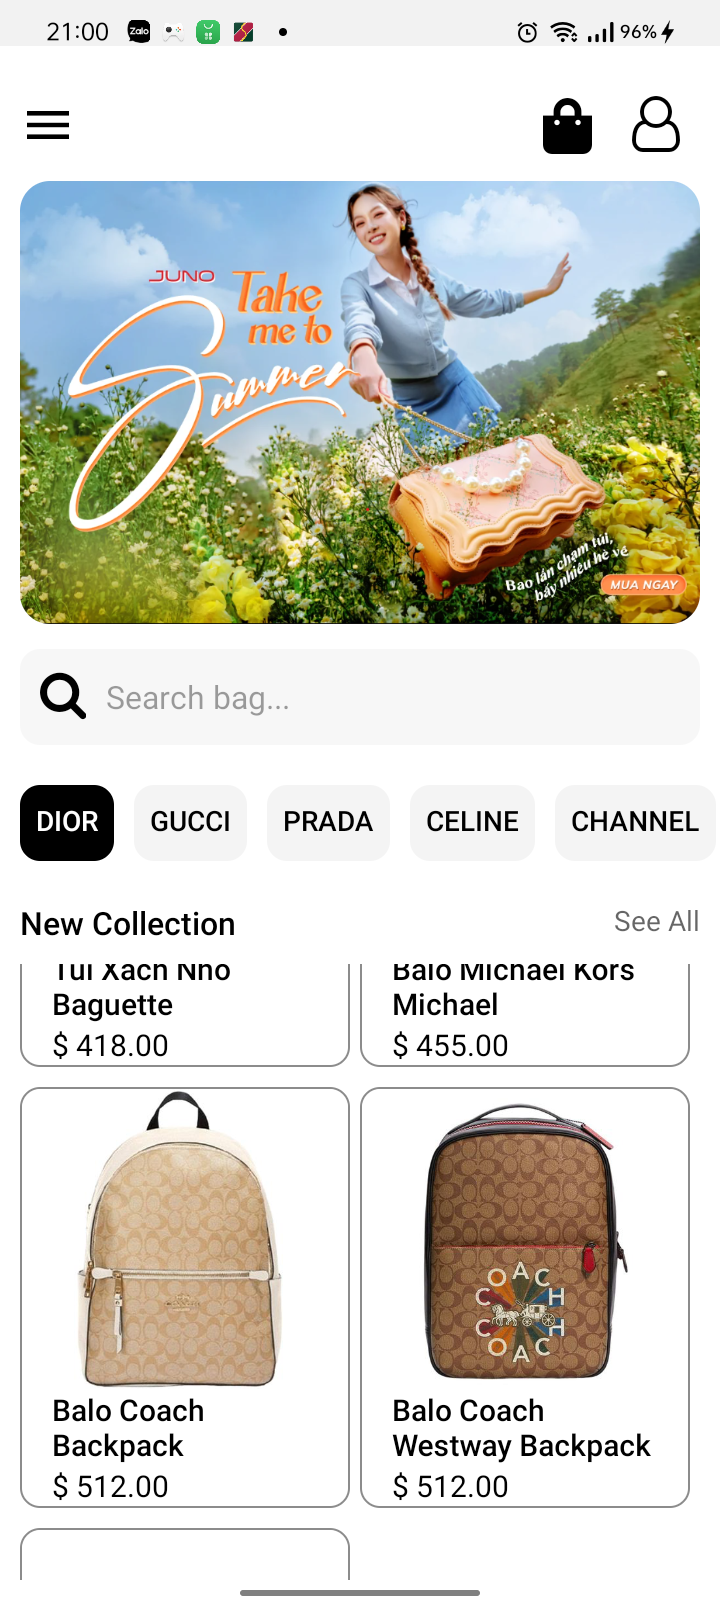 21:00
Zalo
96%
JUNO
Take
me to
Summer
Bao lần chạm túi,
bấy nhiêu hè về
MUA NGAY
Search bag...
DIOR
GUCCI
PRADA
CELINE
CHANNEL
New Collection
See All
Túi Xách Nhỏ
Baguette
Balo Michael Kors
Michael
$ 418.00
$ 455.00
COACH
COACH
Balo Coach
Backpack
Balo Coach
Westway Backpack
$ 512.00
$ 512.00